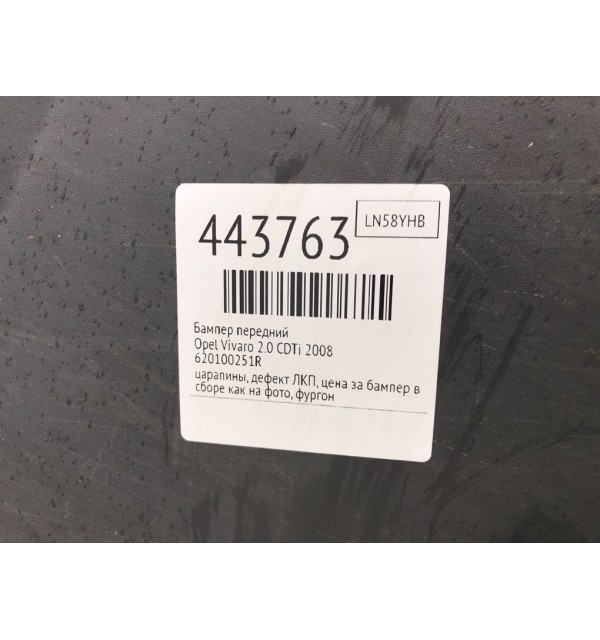 443763
LN58YHB
Бампер передний
Opel Vivaro 2.0 CDTi 2008
620100251R
царапины, дефект ЛКП, цена за бампер в
сборе как на фото, фургон